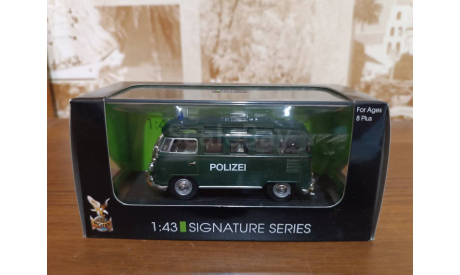 For Ages
8 Plus
POLIZEI
1:43 SIGNATURE SERIES